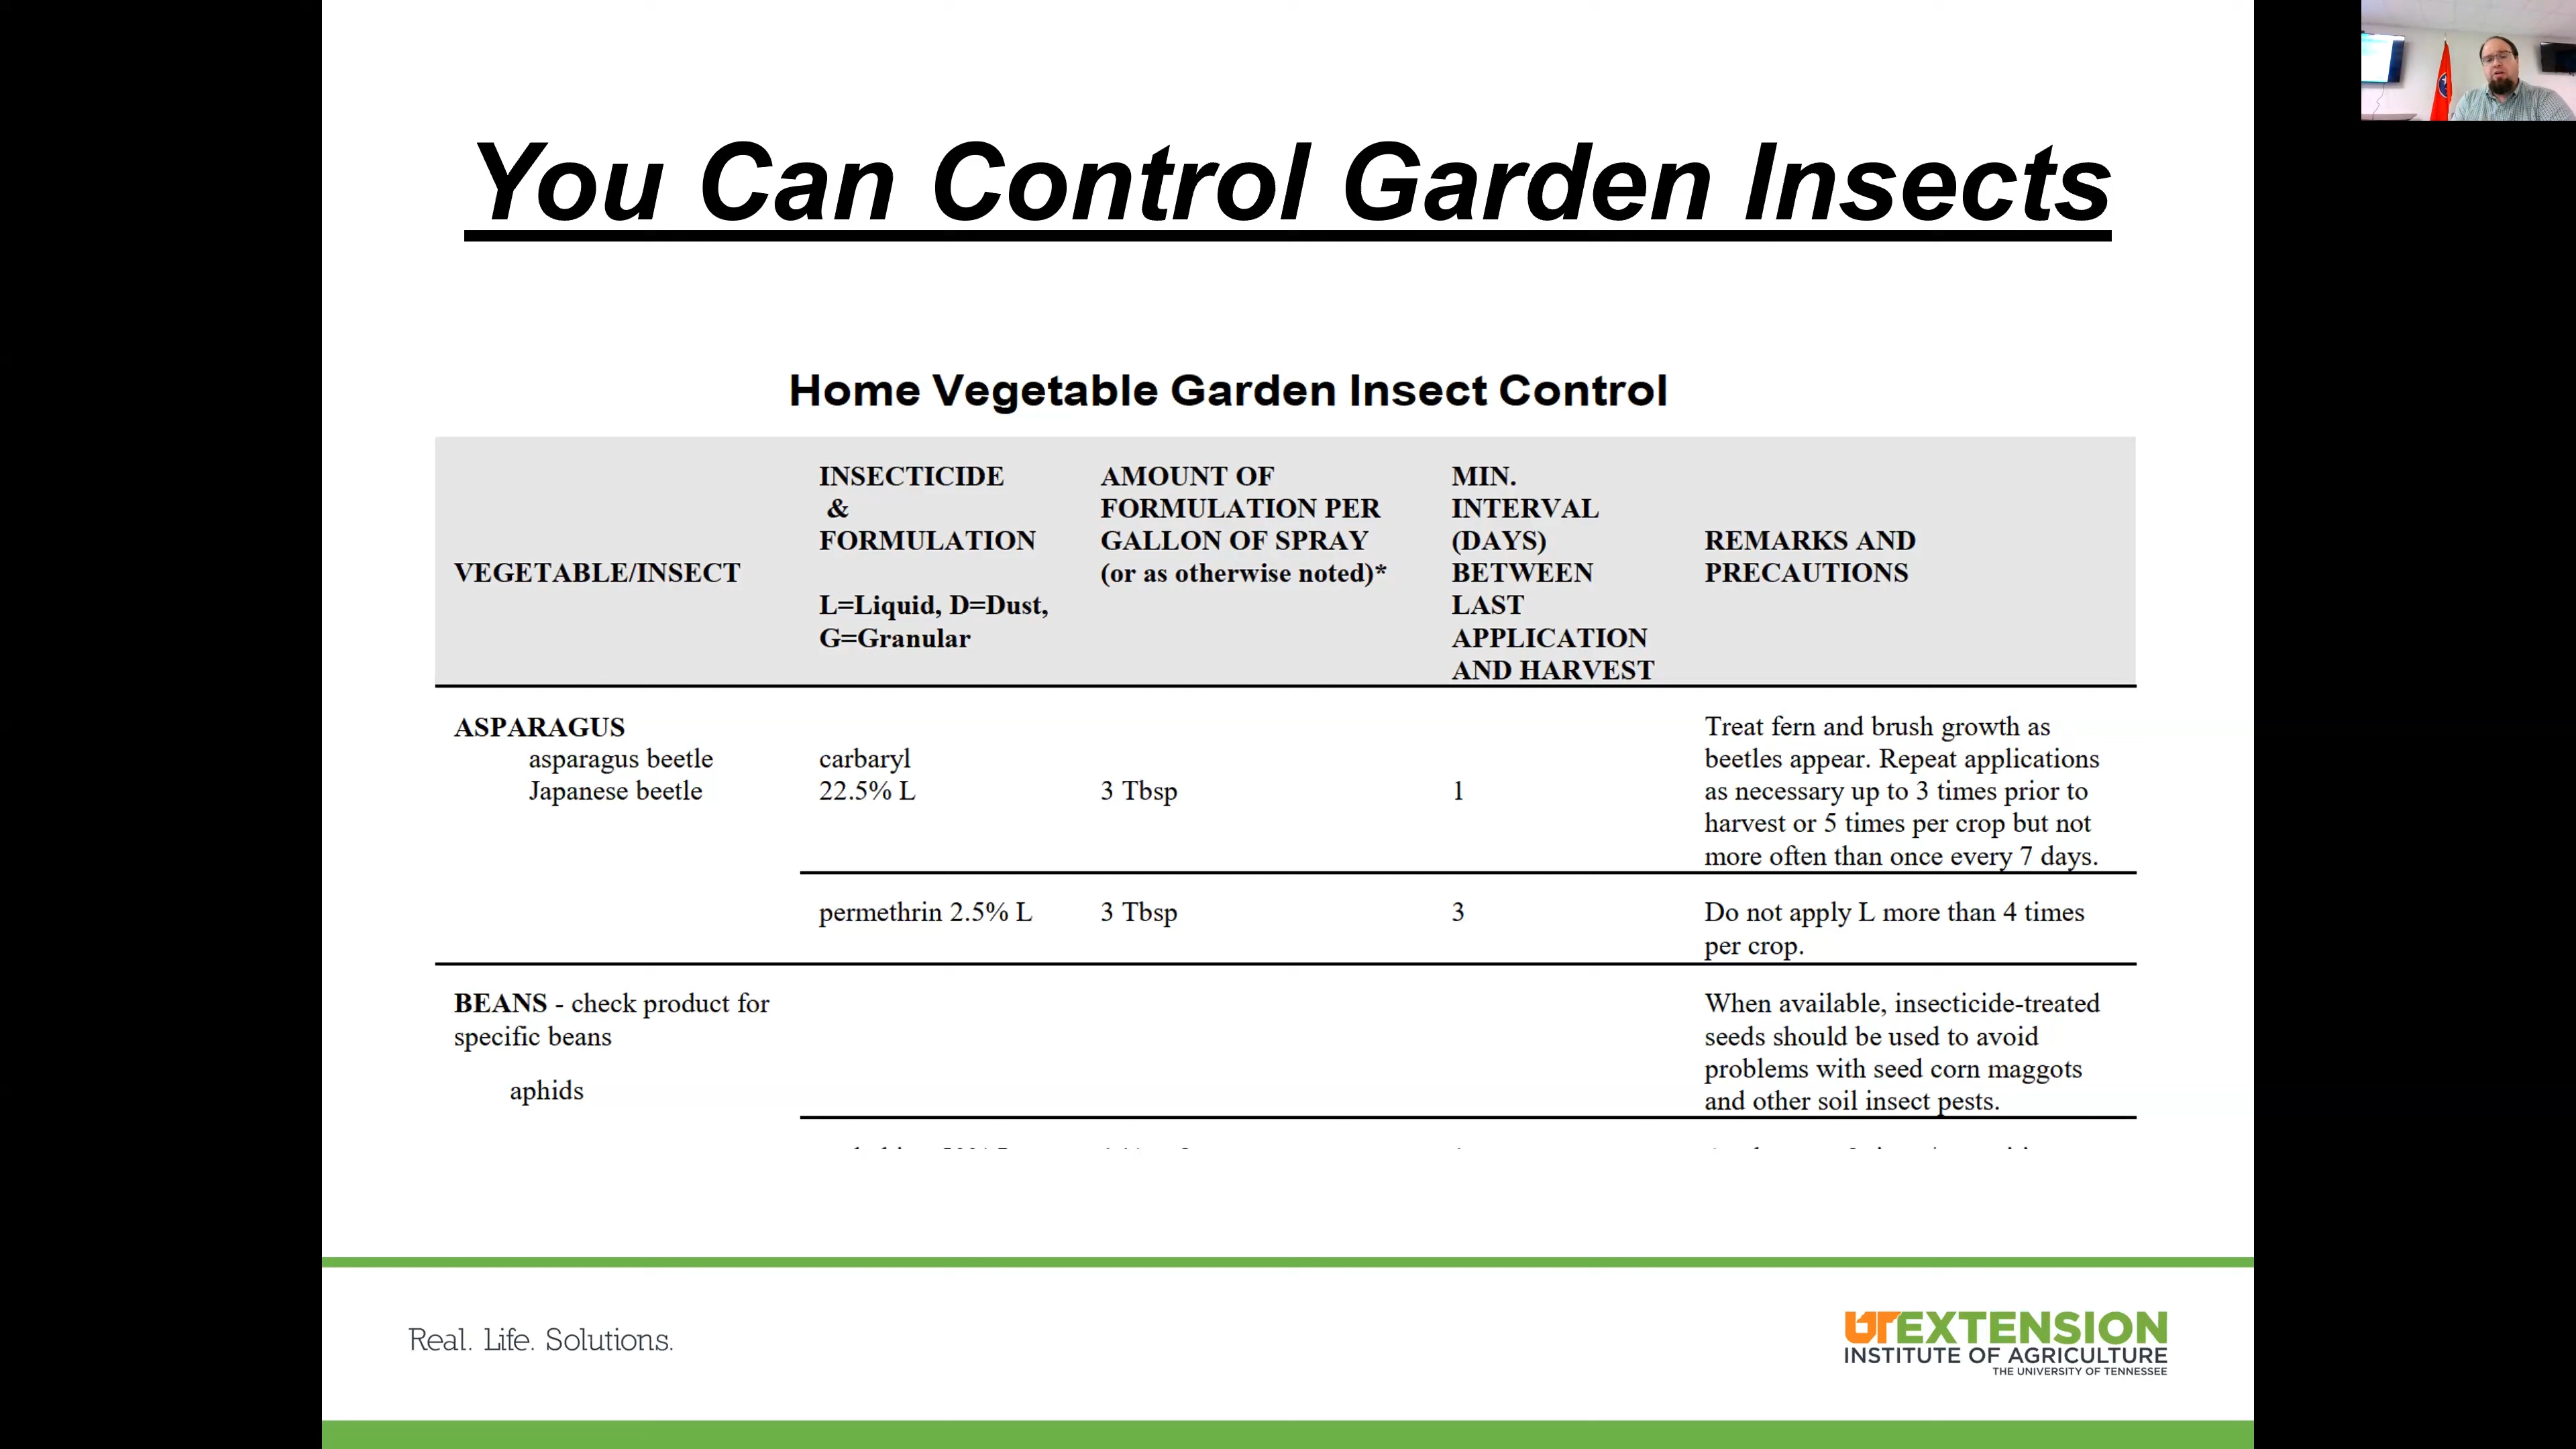 You Can Control Garden Insects
Home Vegetable Garden Insect Control
VEGETABLE/INSECT
INSECTICIDE
&
FORMULATION
L=Liquid, D=Dust,
G=Granular
AMOUNT OF
FORMULATION PER
GALLON OF SPRAY
(or as otherwise noted)*
MIN.
INTERVAL
(DAYS)
BETWEEN
LAST
APPLICATION
AND HARVEST
REMARKS AND
PRECAUTIONS
ASPARAGUS
asparagus beetle
Japanese beetle
carbaryl
22.5% L
3 Tbsp
1
Treat fern and brush growth as
beetles appear. Repeat applications
as necessary up to 3 times prior to
harvest or 5 times per crop but not
more often than once every 7 days.
permethrin 2.5% L
3 Tbsp
3
Do not apply L more than 4 times
per crop.
BEANS - check product for
specific beans
aphids
When available, insecticide-treated
seeds should be used to avoid
problems with seed corn maggots
and other soil insect pests.
Real. Life. Solutions.
UTEXTENSION
INSTITUTE OF AGRICULTURE
THE UNIVERSITY OF TENNESSEE